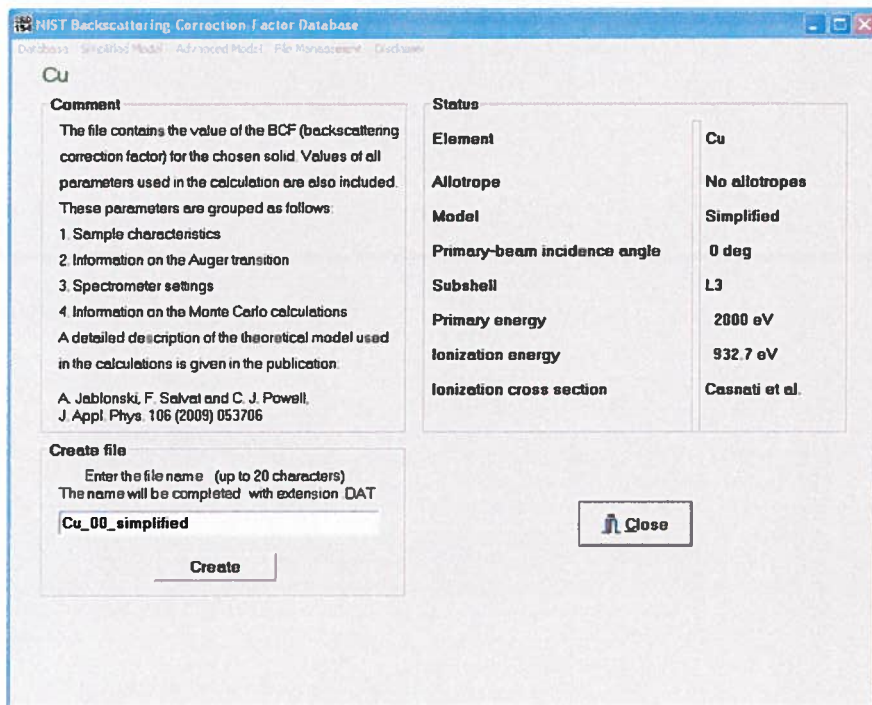 NIST Backscattering Correction Factor Database
Database Simplified Model Advanced Model File Management Disclaimer
Cu
Comment
The file contains the value of the BCF (backscattering
correction factor) for the chosen solid. Values of all
parameters used in the calculation are also included.
These parameters are grouped as follows:
1. Sample characteristics
2. Information on the Auger transition
3. Spectrometer settings
4. Information on the Monte Carlo calculations
A detailed description of the theoretical model used
in the calculations is given in the publication:
A. Jablonski, F. Salvat and C. J. Powell,
J. Appl. Phys. 106 (2009) 053706
Status
Element Cu
Allotrope No allotropes
Model Simplified
Primary-beam incidence angle 0 deg
Subshell L3
Primary energy 2000 eV
Ionization energy 932.7 eV
Ionization cross section Casnati et al.
Create file
Enter the file name (up to 20 characters)
The name will be completed with extension .DAT
Cu_00_simplified
Create
Close